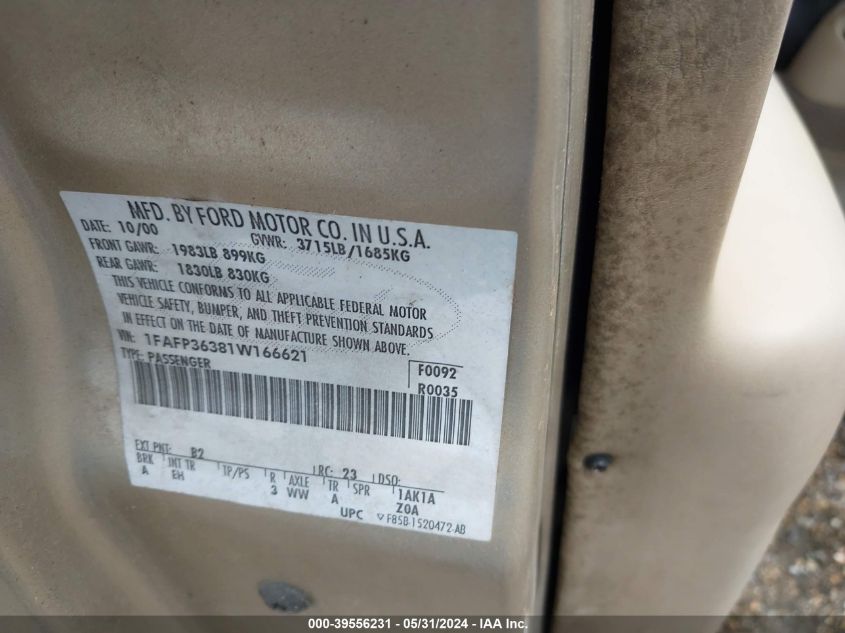 MFD. BY FORD MOTOR CO. IN U.S.A.
DATE: 10/00 GVWR: 3715LB/1685KG
FRONT GAWR: 1983LB 899KG
REAR GAWR: 1830LB 830KG
THIS VEHICLE CONFORMS TO ALL APPLICABLE FEDERAL MOTOR
VEHICLE SAFETY, BUMPER, AND THEFT PREVENTION STANDARDS
IN EFFECT ON THE DATE OF MANUFACTURE SHOWN ABOVE.
VIN: 1FAFP36381W166621
TYPE: PASSENGER F0092
R0035
EXT PNT: B2 RC: 23 DSO:
BRK INT TR TP/PS R AXLE TR SPR 1AK1A
A EH 3 WW A Z0A
UPC F85B-1520472-AB
000-39556231 - 05/31/2024 - IAA Inc.